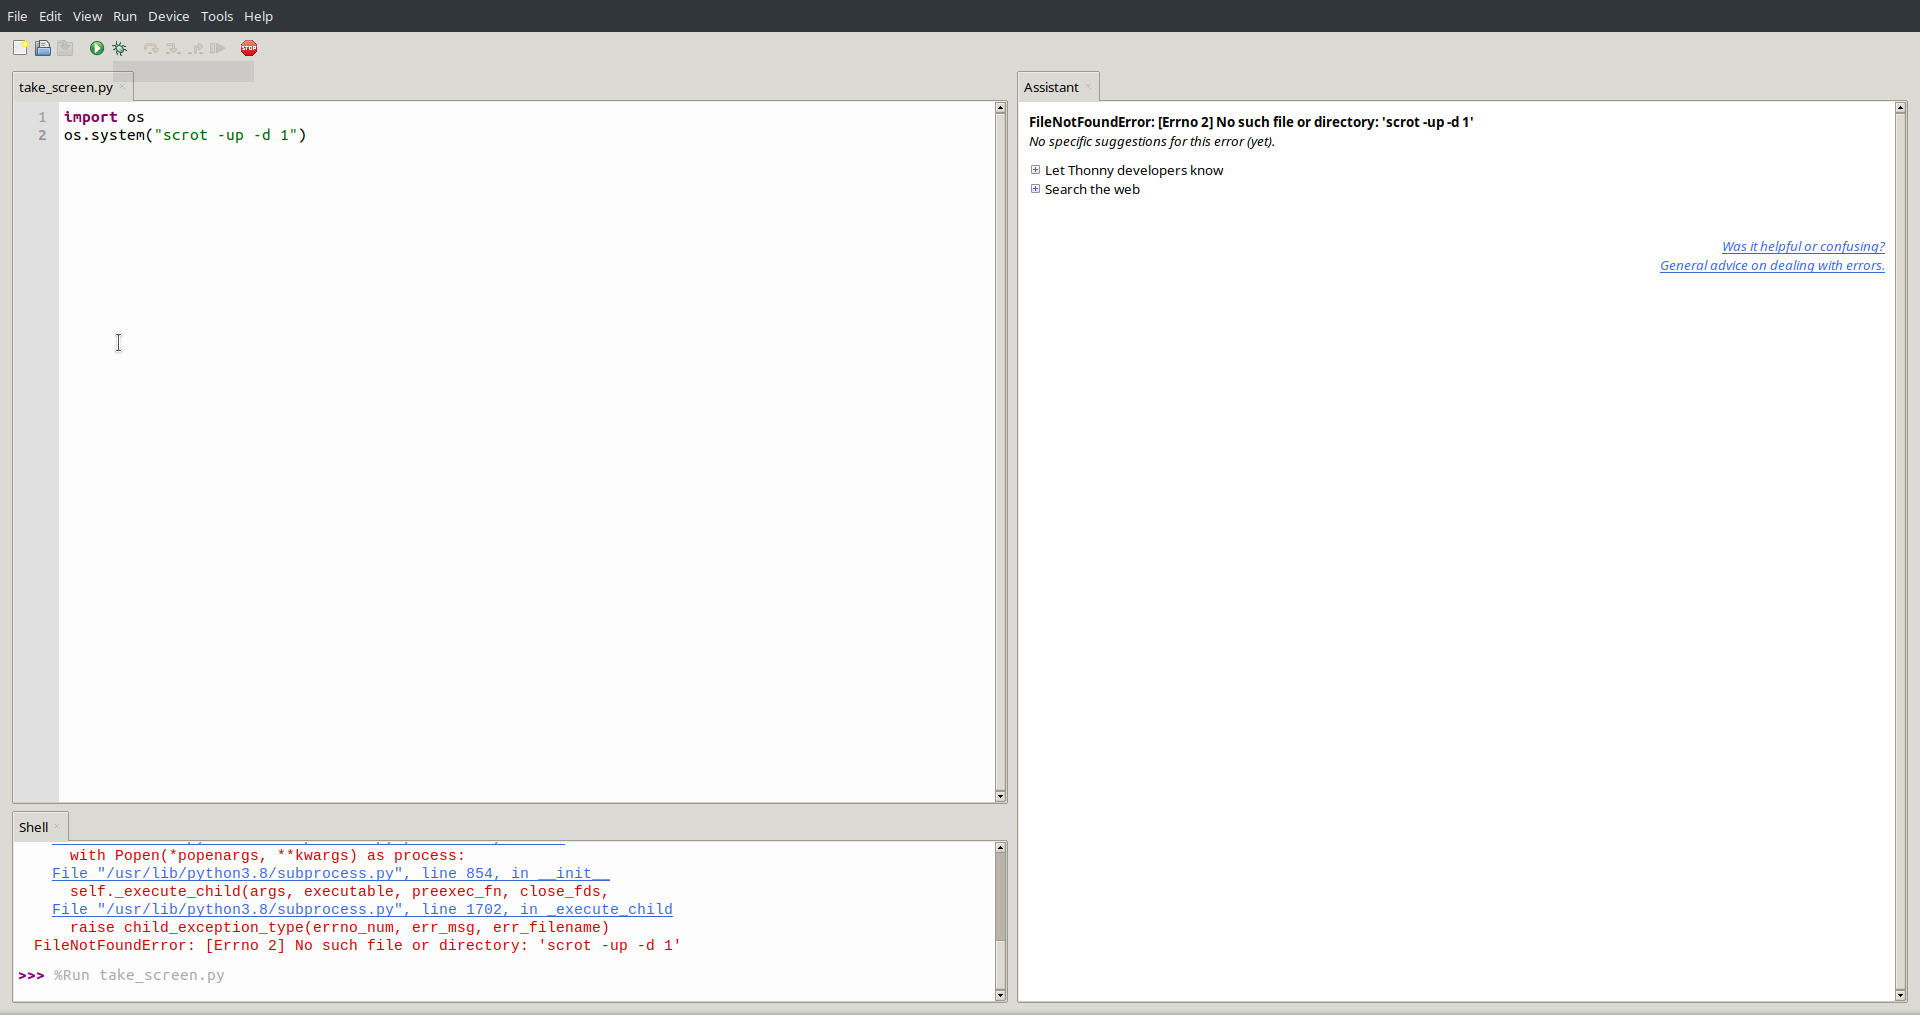 File Edit View Run Device Tools Help
STOP
take_screen.py
1 import os
2 os.system("scrot -up -d 1")
Assistant
FileNotFoundError: [Errno 2] No such file or directory: 'scrot -up -d 1'
No specific suggestions for this error (yet).
Let Thonny developers know
Search the web
Was it helpful or confusing?
General advice on dealing with errors.
Shell
with Popen(*popenargs, **kwargs) as process:
File "/usr/lib/python3.8/subprocess.py", line 854, in __init__
self._execute_child(args, executable, preexec_fn, close_fds,
File "/usr/lib/python3.8/subprocess.py", line 1702, in _execute_child
raise child_exception_type(errno_num, err_msg, err_filename)
FileNotFoundError: [Errno 2] No such file or directory: 'scrot -up -d 1'
>>> %Run take_screen.py